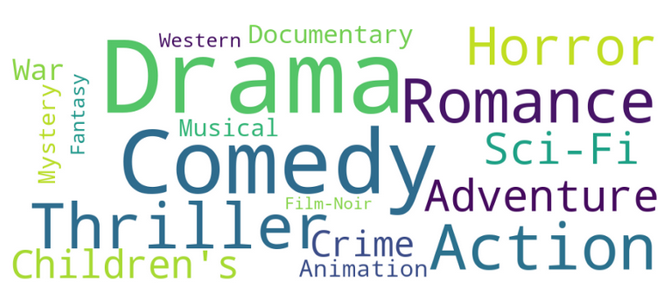 Western
Documentary
Horror
Drama
War
Mystery
Fantasy
Romance
Musical
Comedy
Sci-Fi
Adventure
Film-Noir
Thriller
Crime
Action
Children's
Animation